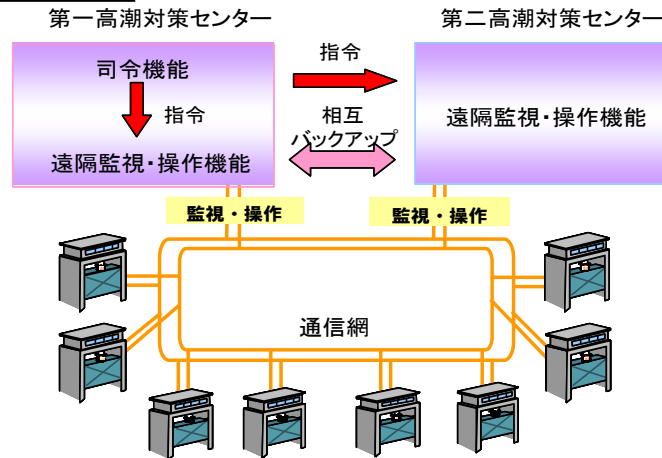 第一高潮対策センター
第二高潮対策センター
司令機能
指令
遠隔監視・操作機能
指令
相互
バックアップ
遠隔監視・操作機能
監視・操作
監視・操作
通信網